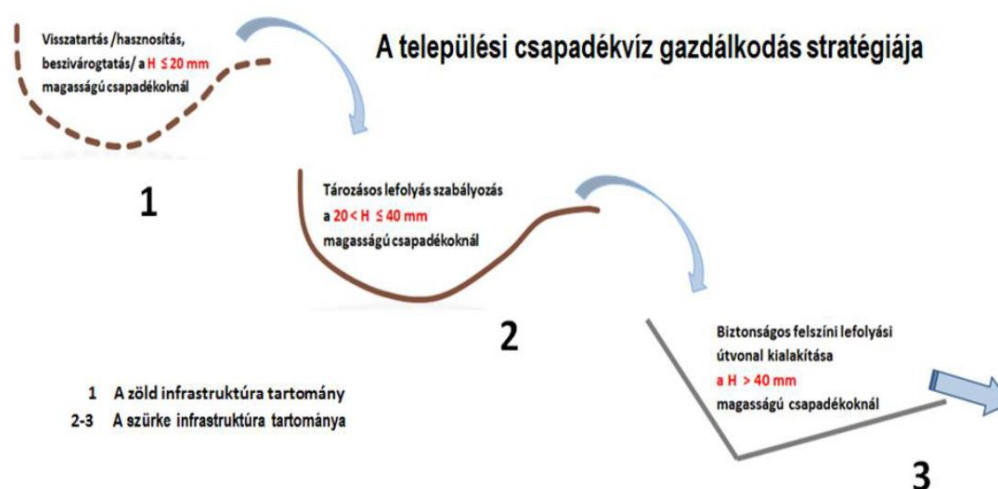 A települési csapadékvíz gazdálkodás stratégiája
Visszatartás /hasznosítás,
beszivárogtatás/ a H ≤ 20 mm
magasságú csapadékoknál
1
Tározásos lefolyás szabályozás
a 20 < H ≤ 40 mm
magasságú csapadékoknál
2
Biztonságos felszíni lefolyási
útvonal kialakítása
a H > 40 mm
magasságú csapadékoknál
3
1 A zöld infrastruktúra tartomány
2-3 A szürke infrastruktúra tartománya